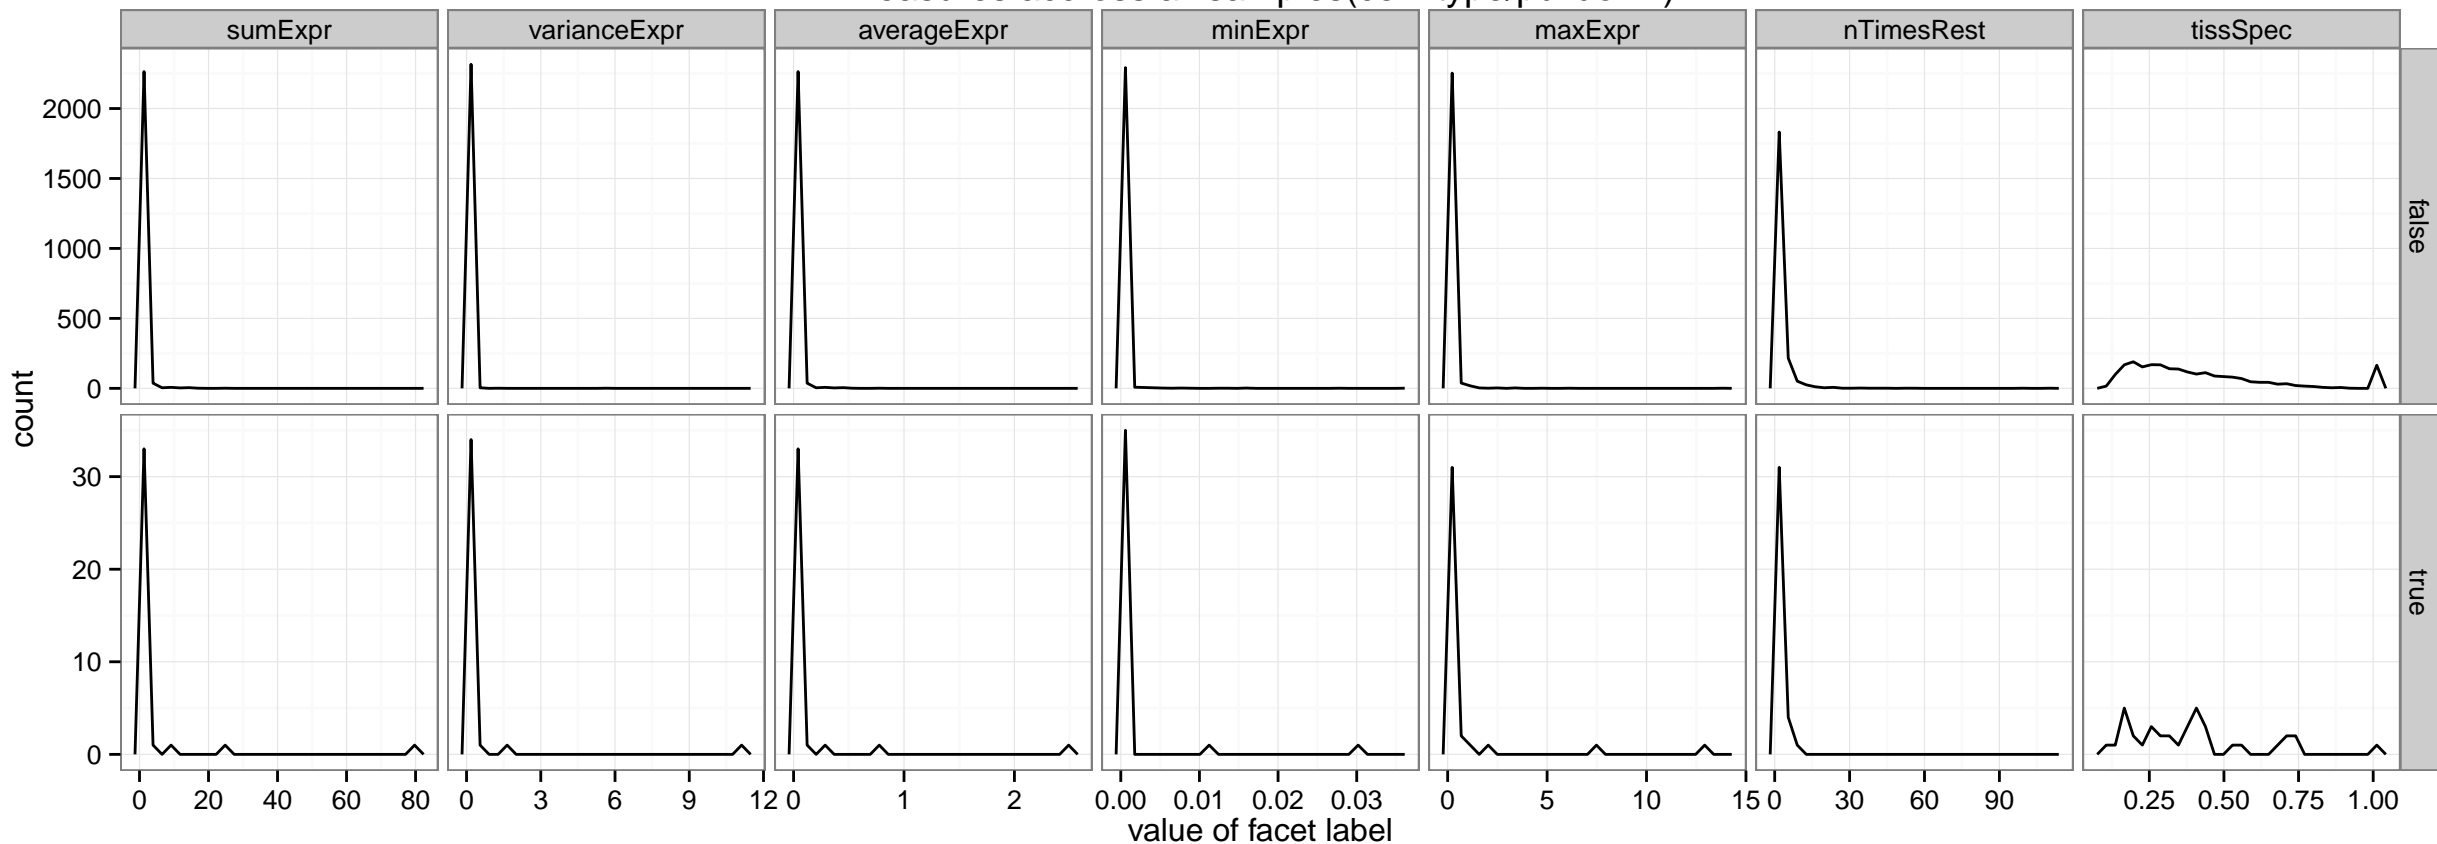 sumExpr varianceExpr averageExpr minExpr maxExpr nTimesRest tissSpec
2000
1500
1000
500
0
false
count
30
20
10
0
true
0 20 40 60 80 0 3 6 9 12 0 1 2 0.00 0.01 0.02 0.03 0 5 10 15 0 30 60 90 0.25 0.50 0.75 1.00
value of facet label